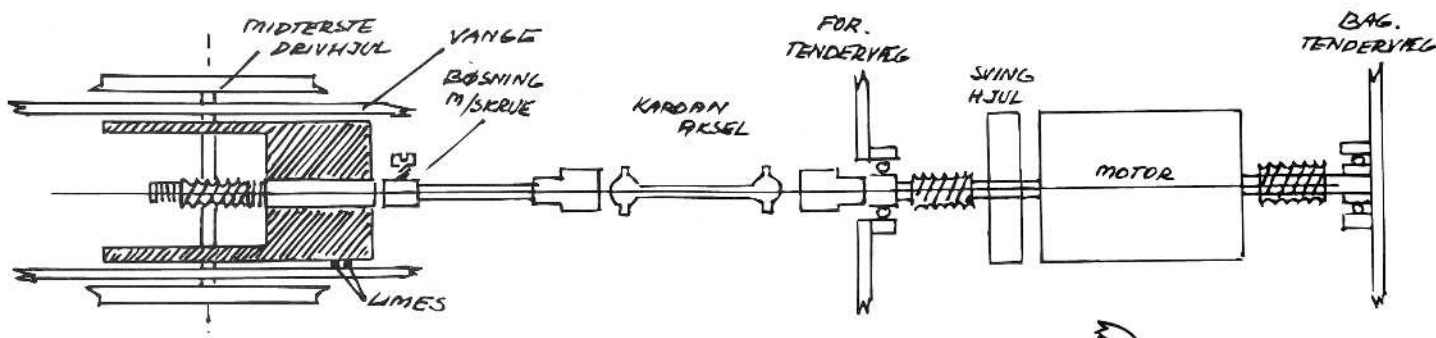 MIDTERSTE
DRIVHJUL
VANGE
BØSNING
M/SKRUE
KARDAN
AKSEL
FOR.
TENDERVÆG
SVING
HJUL
MOTOR
BAG.
TENDERVÆG
LIMES